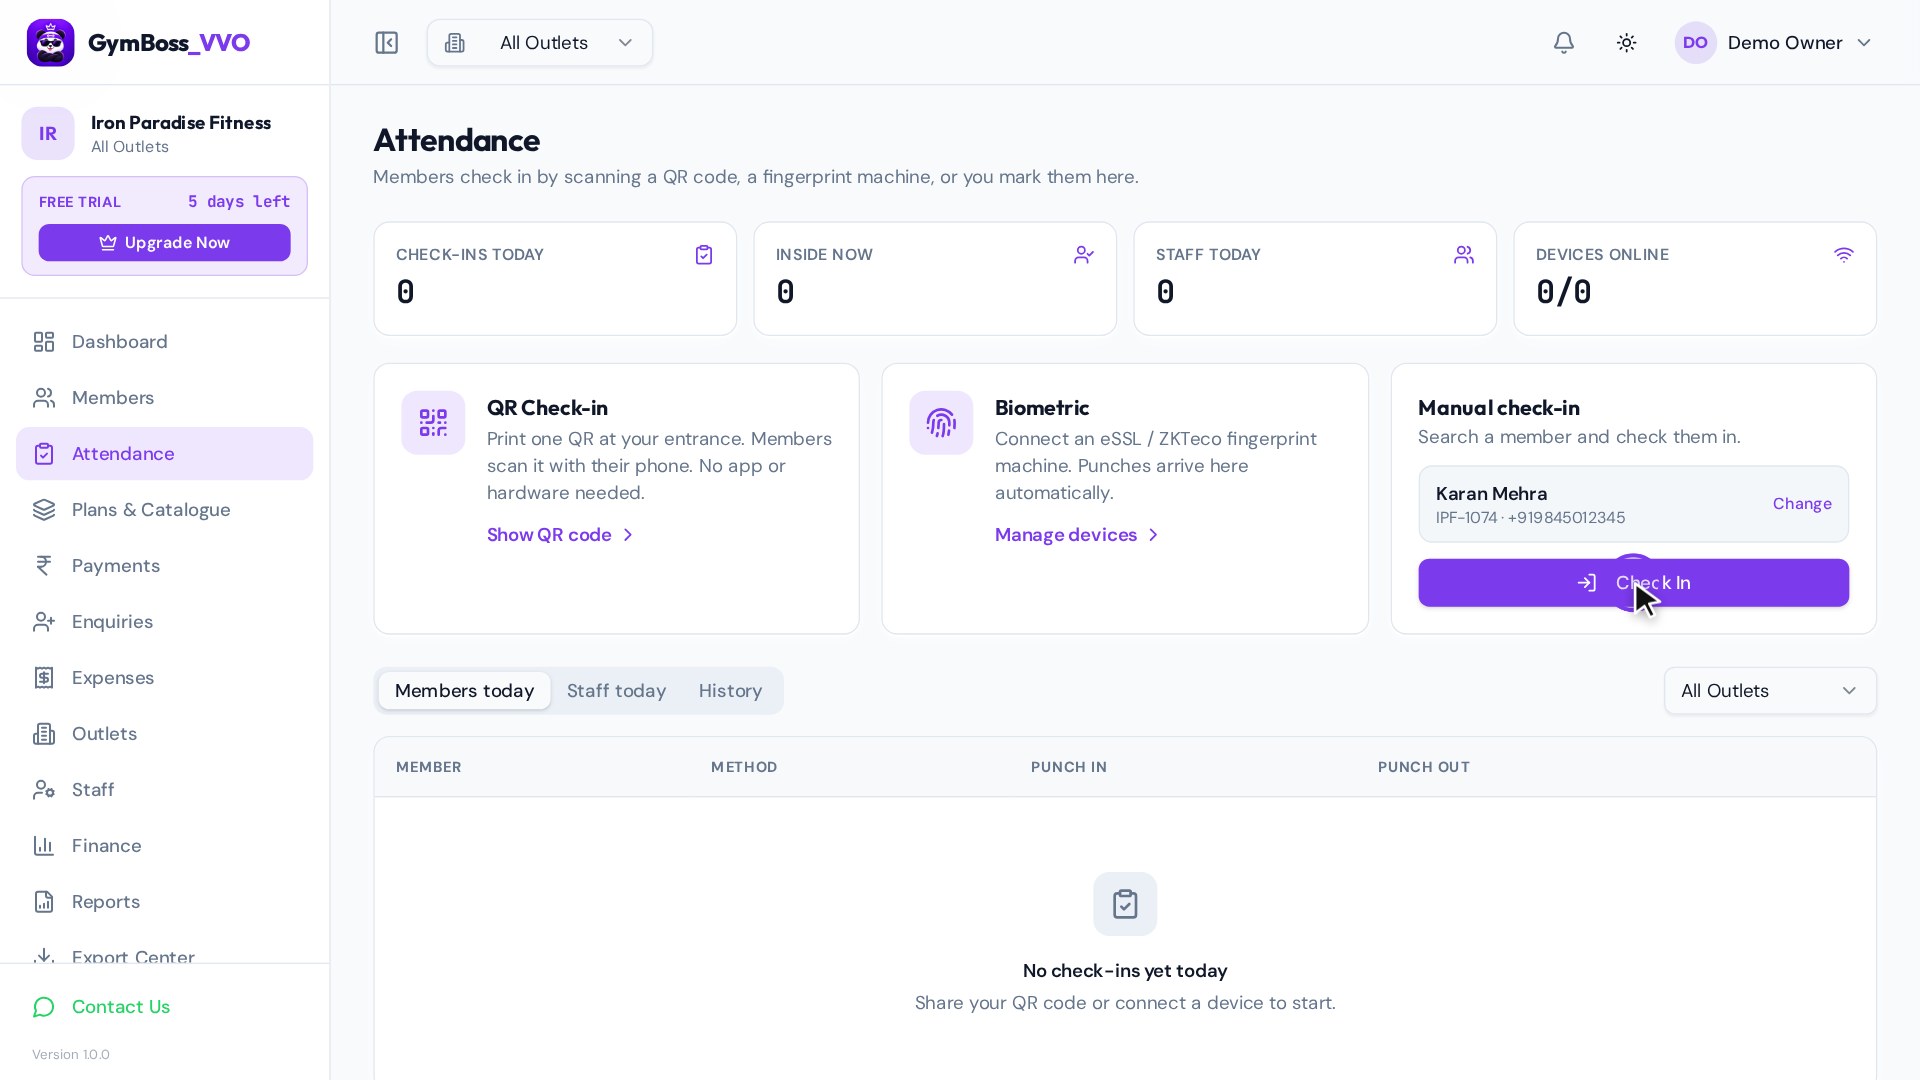 GymBoss_VVO
All Outlets
DO
Demo Owner
IR
Iron Paradise Fitness
All Outlets
FREE TRIAL
5 days left
Upgrade Now
Dashboard
Members
Attendance
Plans & Catalogue
Payments
Enquiries
Expenses
Outlets
Staff
Finance
Reports
Export Center
Contact Us
Version 1.0.0
Attendance
Members check in by scanning a QR code, a fingerprint machine, or you mark them here.
CHECK-INS TODAY
0
INSIDE NOW
0
STAFF TODAY
0
DEVICES ONLINE
0/0
QR Check-in
Print one QR at your entrance. Members
scan it with their phone. No app or
hardware needed.
Show QR code
Biometric
Connect an eSSL / ZKTeco fingerprint
machine. Punches arrive here
automatically.
Manage devices
Manual check-in
Search a member and check them in.
Karan Mehra
IPF-1074 · +919845012345
Change
Check In
Members today
Staff today
History
All Outlets
MEMBER
METHOD
PUNCH IN
PUNCH OUT
No check-ins yet today
Share your QR code or connect a device to start.